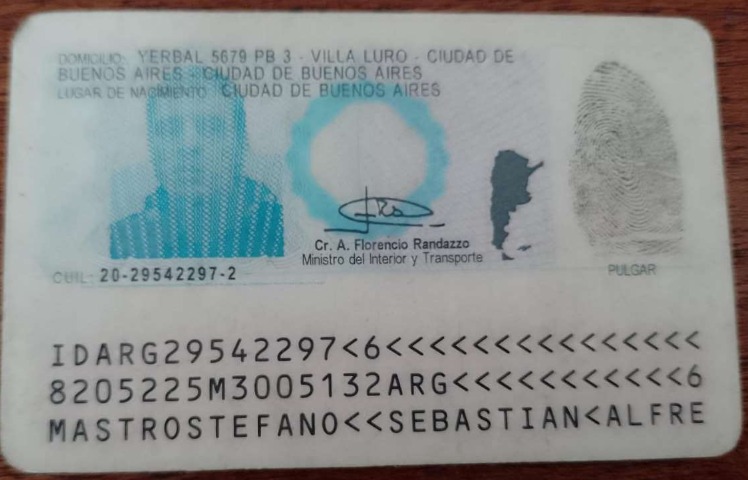 DOMICILIO: YERBAL 5679 PB 3 - VILLA LURO - CIUDAD DE
BUENOS AIRES - CIUDAD DE BUENOS AIRES
LUGAR DE NACIMIENTO: CIUDAD DE BUENOS AIRES
Cr. A. Florencio Randazzo
Ministro del Interior y Transporte
CUIL: 20-29542297-2
PULGAR
IDARG29542297<6<<<<<<<<<<<<<<<
8205225M3005132ARG<<<<<<<<<<<6
MASTROSTEFANO<<SEBASTIAN<ALFRE